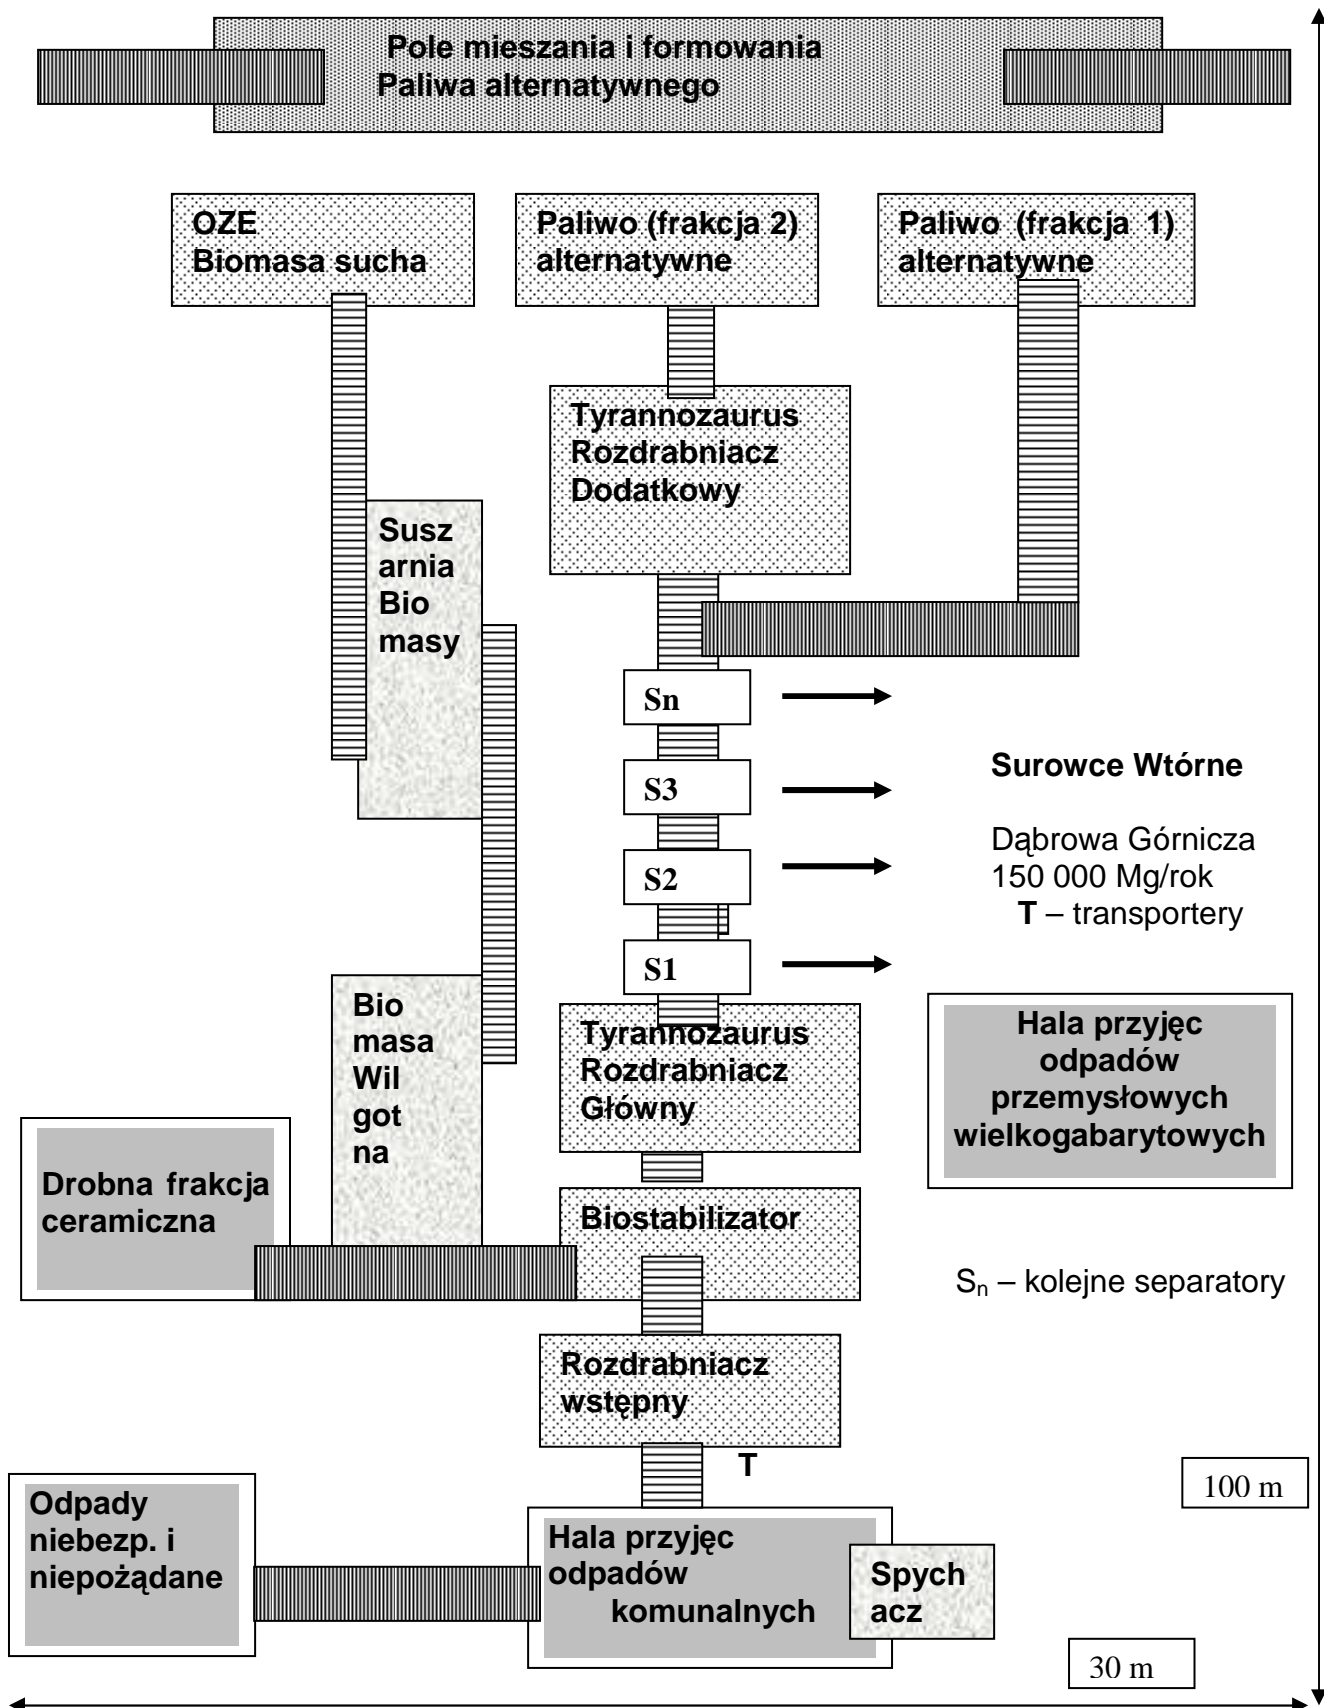 Pole mieszania i formowania
Paliwa alternatywnego
OZE
Biomasa sucha
Paliwo (frakcja 2)
alternatywne
Paliwo (frakcja 1)
alternatywne
Tyrannozaurus
Rozdrabniacz
Dodatkowy
Susz
arnia
Bio
masy
Sn
S3
S2
S1
Surowce Wtórne
Dąbrowa Górnicza
150 000 Mg/rok
T – transportery
Bio
masa
Wil
got
na
Tyrannozaurus
Rozdrabniacz
Główny
Hala przyjęc
odpadów
przemysłowych
wielkogabarytowych
Drobna frakcja
ceramiczna
Biostabilizator
Sn – kolejne separatory
Rozdrabniacz
wstępny
T
100 m
Odpady
niebezp. i
niepożądane
Hala przyjęc
odpadów
komunalnych
Spych
acz
30 m